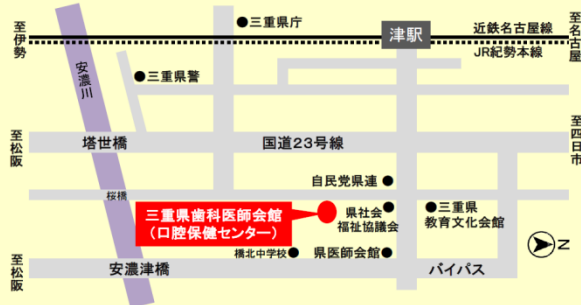 至伊勢
●三重県庁
津駅
近鉄名古屋線
JR紀勢本線
至名古屋
安濃川
●三重県警
至松阪
塔世橋
国道23号線
至四日市
自民党県連●
桜橋
三重県歯科医師会館
(口腔保健センター)
県社会●
福祉協議会
●三重県
教育文化会館
橋北中学校●
県医師会館●
N
至松阪
安濃津橋
バイパス